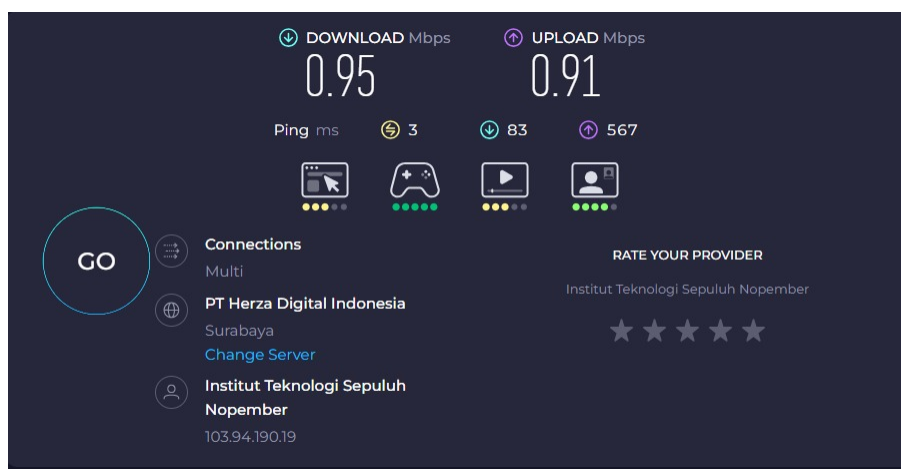 DOWNLOAD Mbps
UPLOAD Mbps
0.95
0.91
Ping ms 3 83 567
GO
Connections
Multi
PT Herza Digital Indonesia
Surabaya
Change Server
Institut Teknologi Sepuluh
Nopember
103.94.190.19
RATE YOUR PROVIDER
Institut Teknologi Sepuluh Nopember